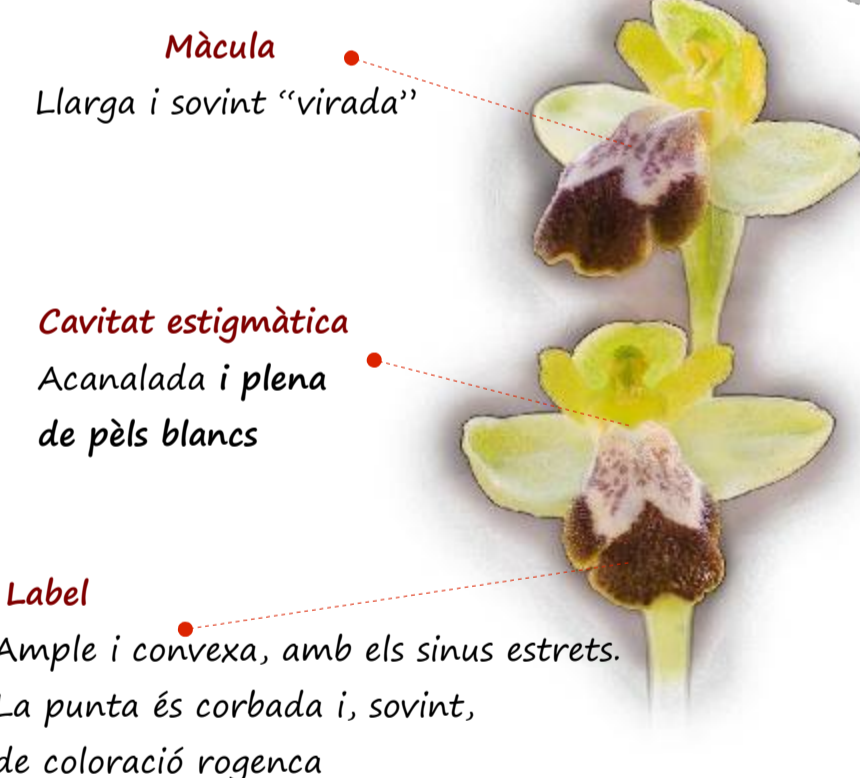 Màcula
Llarga i sovint “virada”
Cavitat estigmàtica
Acanalada i plena
de pèls blancs
Label
Ample i convexa, amb els sinus estrets.
La punta és corbada i, sovint,
de coloració rogenca